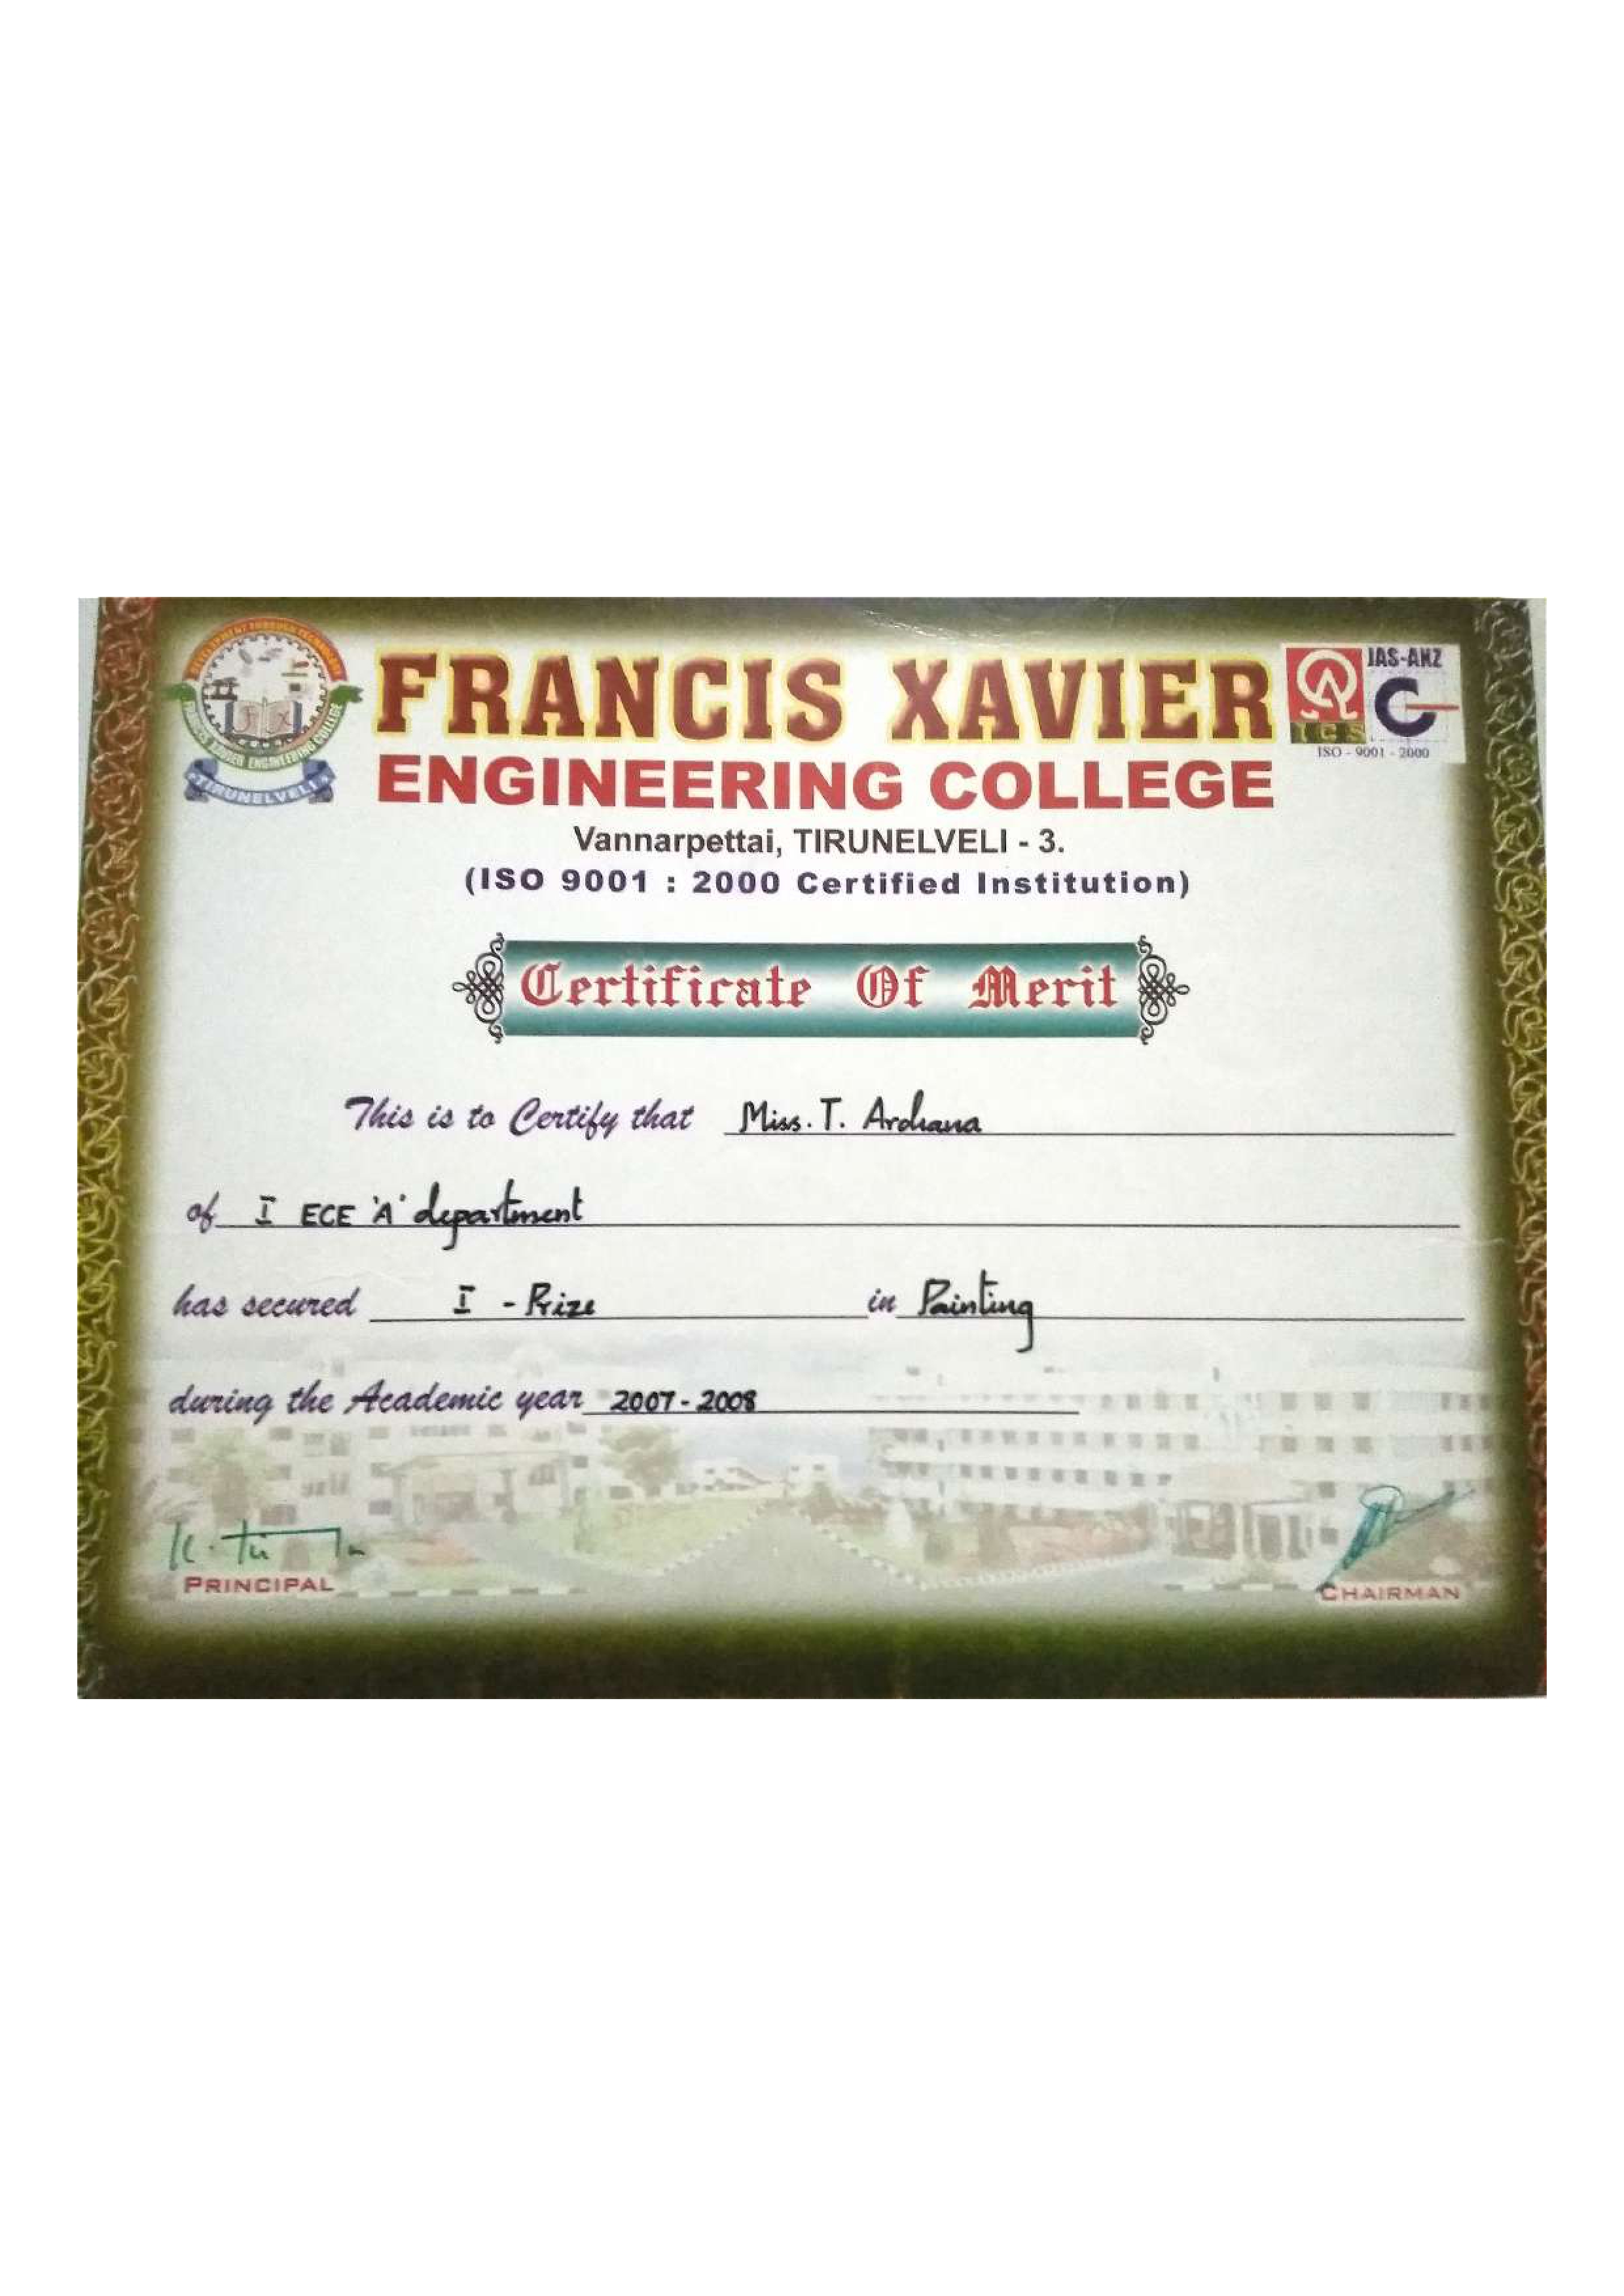 DEVELOPMENT THROUGH TECHNOLOGY
FRANCIS XAVIER ENGINEERING COLLEGE
TIRUNELVELI
FRANCIS XAVIER
ENGINEERING COLLEGE
JAS-ANZ
ICS
ISO - 9001 - 2000
Vannarpettai, TIRUNELVELI - 3.
(ISO 9001 : 2000 Certified Institution)
Certificate Of Merit
This is to Certify that Miss. T. Archana
of I ECE 'A' department
has secured I - Prize in Painting
during the Academic year 2007 - 2008
PRINCIPAL
CHAIRMAN